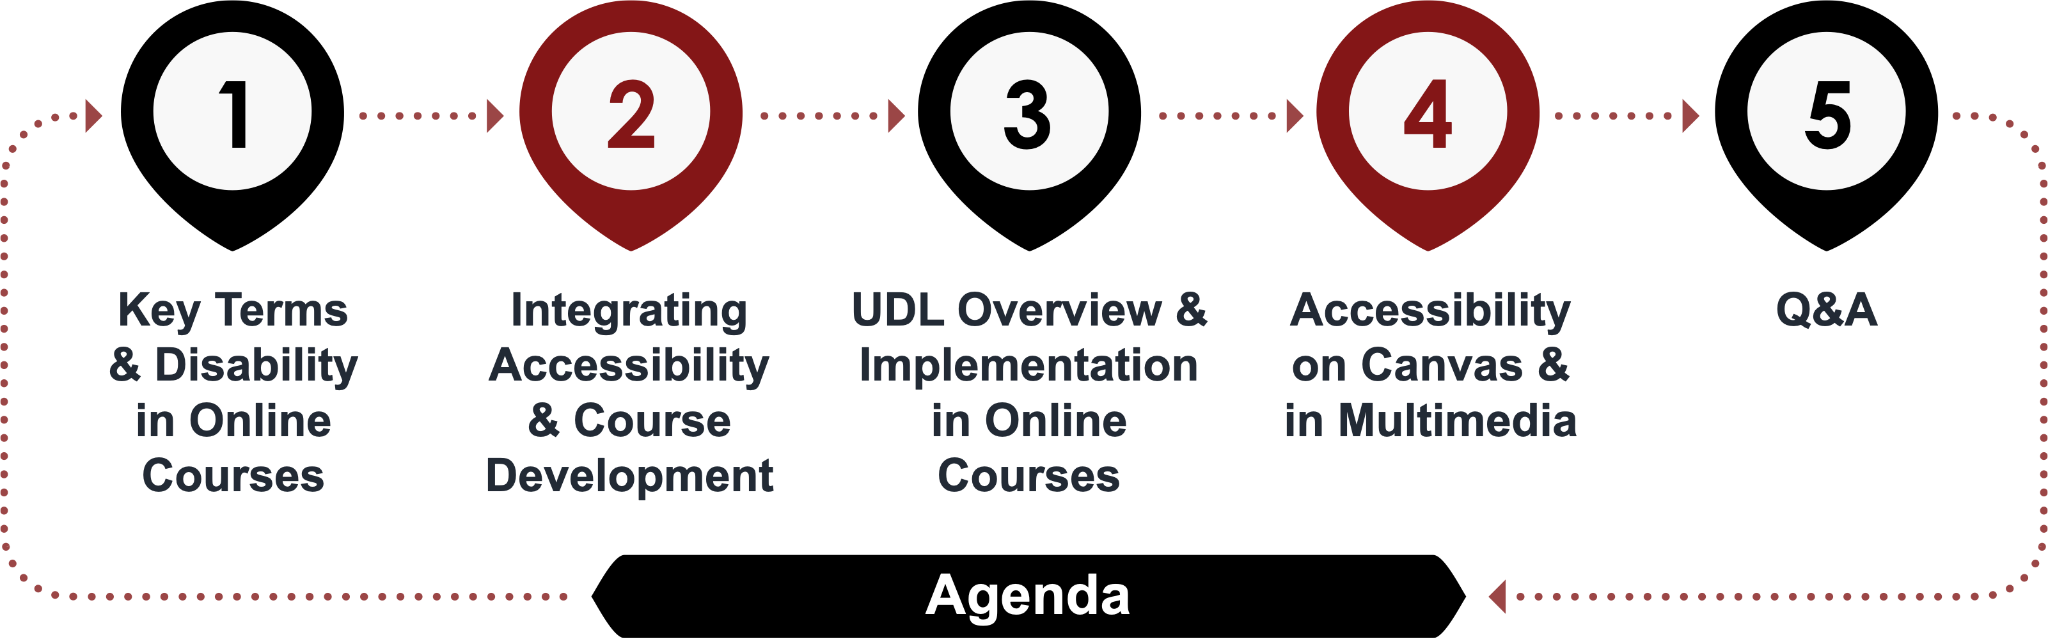 1
Key Terms
& Disability
in Online
Courses
2
Integrating
Accessibility
& Course
Development
3
UDL Overview &
Implementation
in Online
Courses
4
Accessibility
on Canvas &
in Multimedia
5
Q&A
Agenda